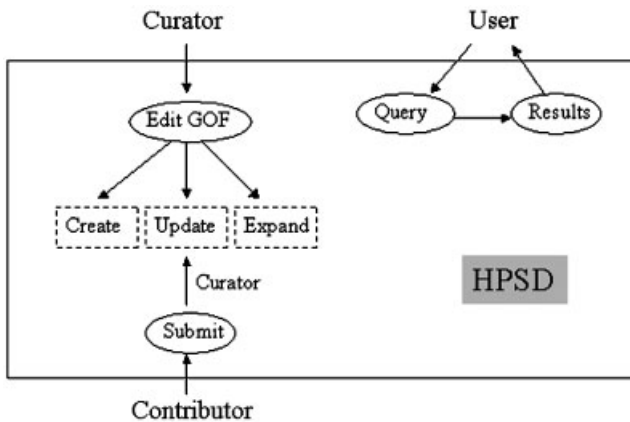 Curator
User
Edit GOF
Query
Results
Create
Update
Expand
Curator
HPSD
Submit
Contributor